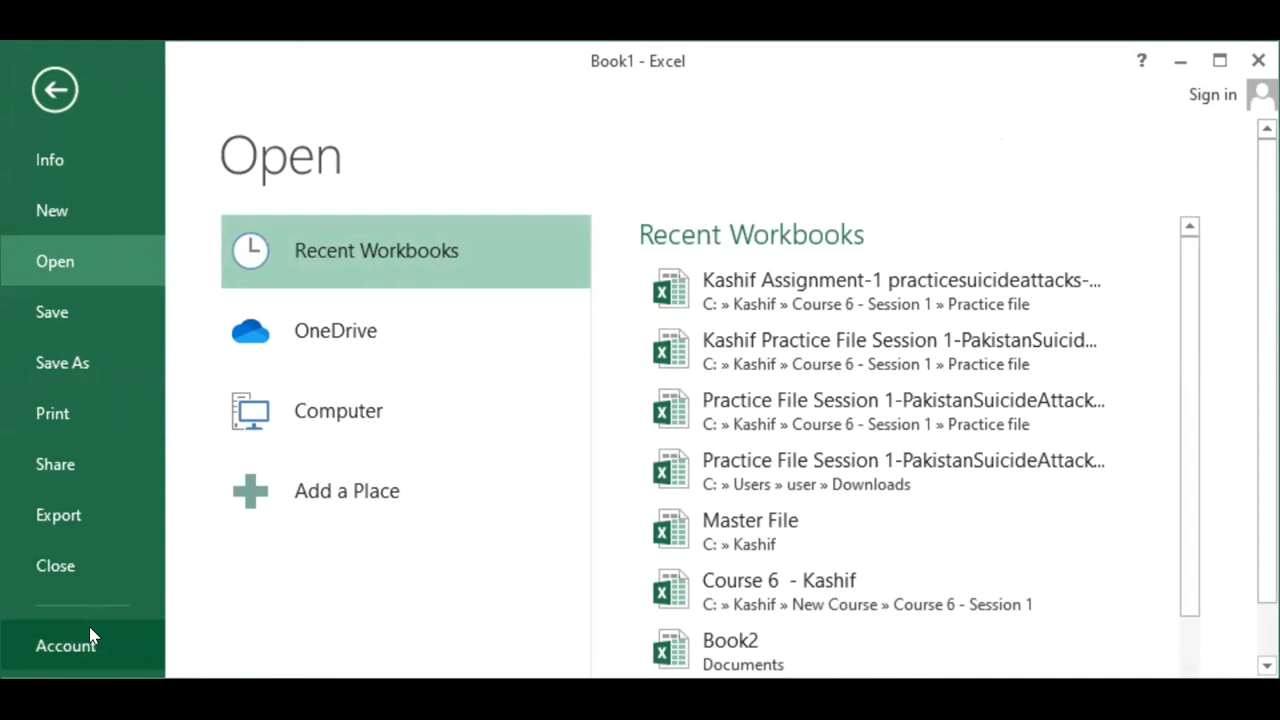 Book1 - Excel
?
Sign in
Info
New
Open
Save
Save As
Print
Share
Export
Close
Account
Open
Recent Workbooks
OneDrive
Computer
Add a Place
Recent Workbooks
Kashif Assignment-1 practicesuicideattacks-...
C: » Kashif » Course 6 - Session 1 » Practice file
Kashif Practice File Session 1-PakistanSuicid...
C: » Kashif » Course 6 - Session 1 » Practice file
Practice File Session 1-PakistanSuicideAttack...
C: » Kashif » Course 6 - Session 1 » Practice file
Practice File Session 1-PakistanSuicideAttack...
C: » Users » user » Downloads
Master File
C: » Kashif
Course 6  - Kashif
C: » Kashif » New Course » Course 6 - Session 1
Book2
Documents